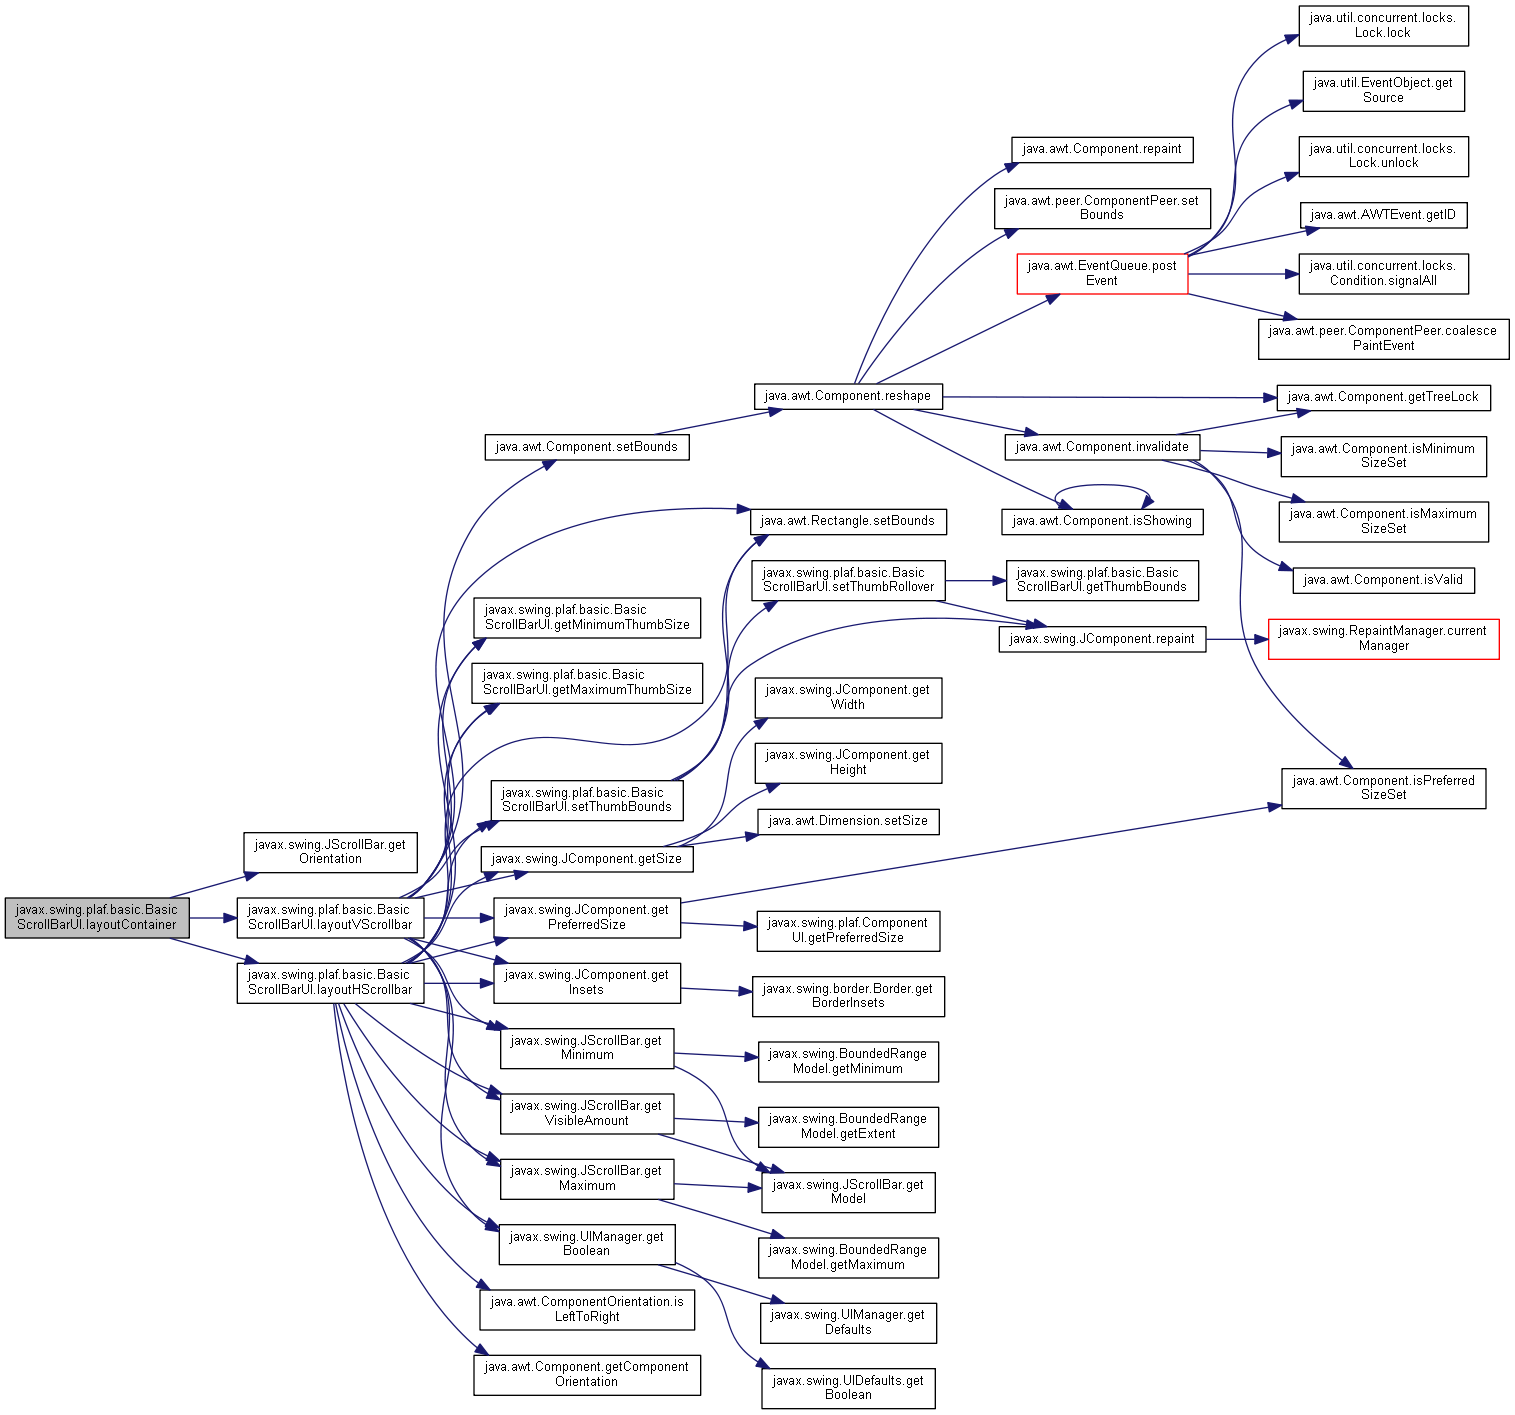 java.util.concurrent.locks.
Lock.lock
java.util.EventObject.get
Source
java.awt.Component.repaint
java.util.concurrent.locks.
Lock.unlock
java.awt.peer.ComponentPeer.set
Bounds
java.awt.AWTEvent.getID
java.awt.EventQueue.post
Event
java.util.concurrent.locks.
Condition.signalAll
java.awt.peer.ComponentPeer.coalesce
PaintEvent
java.awt.Component.reshape
java.awt.Component.getTreeLock
java.awt.Component.setBounds
java.awt.Component.invalidate
java.awt.Component.isMinimum
SizeSet
java.awt.Rectangle.setBounds
java.awt.Component.isShowing
java.awt.Component.isMaximum
SizeSet
javax.swing.plaf.basic.Basic
ScrollBarUI.setThumbRollover
javax.swing.plaf.basic.Basic
ScrollBarUI.getThumbBounds
java.awt.Component.isValid
javax.swing.plaf.basic.Basic
ScrollBarUI.getMinimumThumbSize
javax.swing.JComponent.repaint
javax.swing.RepaintManager.current
Manager
javax.swing.plaf.basic.Basic
ScrollBarUI.getMaximumThumbSize
javax.swing.JComponent.get
Width
javax.swing.JComponent.get
Height
java.awt.Component.isPreferred
SizeSet
javax.swing.plaf.basic.Basic
ScrollBarUI.setThumbBounds
java.awt.Dimension.setSize
javax.swing.JScrollBar.get
Orientation
javax.swing.JComponent.getSize
javax.swing.plaf.basic.Basic
ScrollBarUI.layoutContainer
javax.swing.plaf.basic.Basic
ScrollBarUI.layoutVScrollbar
javax.swing.JComponent.get
PreferredSize
javax.swing.plaf.Component
UI.getPreferredSize
javax.swing.plaf.basic.Basic
ScrollBarUI.layoutHScrollbar
javax.swing.JComponent.get
Insets
javax.swing.border.Border.get
BorderInsets
javax.swing.JScrollBar.get
Minimum
javax.swing.BoundedRange
Model.getMinimum
javax.swing.JScrollBar.get
VisibleAmount
javax.swing.BoundedRange
Model.getExtent
javax.swing.JScrollBar.get
Maximum
javax.swing.JScrollBar.get
Model
javax.swing.UIManager.get
Boolean
javax.swing.BoundedRange
Model.getMaximum
java.awt.ComponentOrientation.is
LeftToRight
javax.swing.UIManager.get
Defaults
java.awt.Component.getComponent
Orientation
javax.swing.UIDefaults.get
Boolean